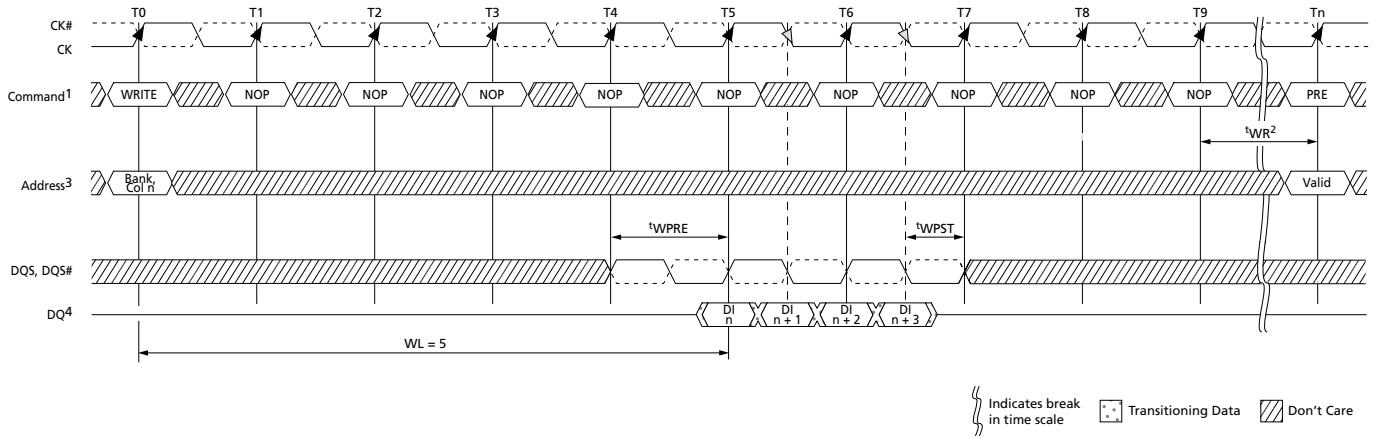 T0 T1 T2 T3 T4 T5 T6 T7 T8 T9 Tn
CK#
CK
Command1 WRITE NOP NOP NOP NOP NOP NOP NOP NOP NOP PRE
tWR2
Address3 Bank, Col n Valid
tWPRE tWPST
DQS, DQS#
DQ4 DI n DI n + 1 DI n + 2 DI n + 3
WL = 5
Indicates break in time scale Transitioning Data Don't Care